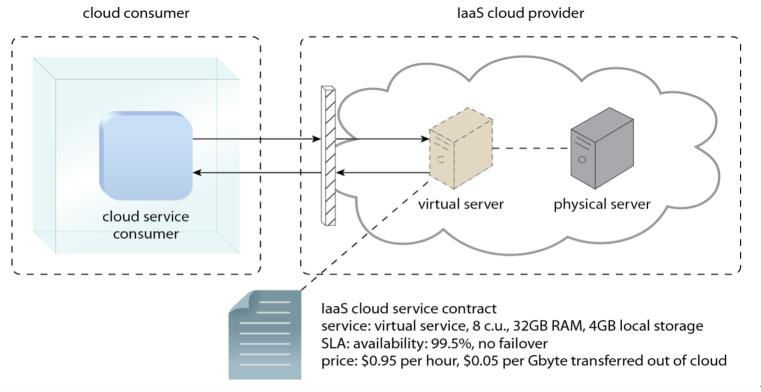 cloud consumer
IaaS cloud provider
cloud service
consumer
virtual server
physical server
IaaS cloud service contract
service: virtual service, 8 c.u., 32GB RAM, 4GB local storage
SLA: availability: 99.5%, no failover
price: $0.95 per hour, $0.05 per Gbyte transferred out of cloud